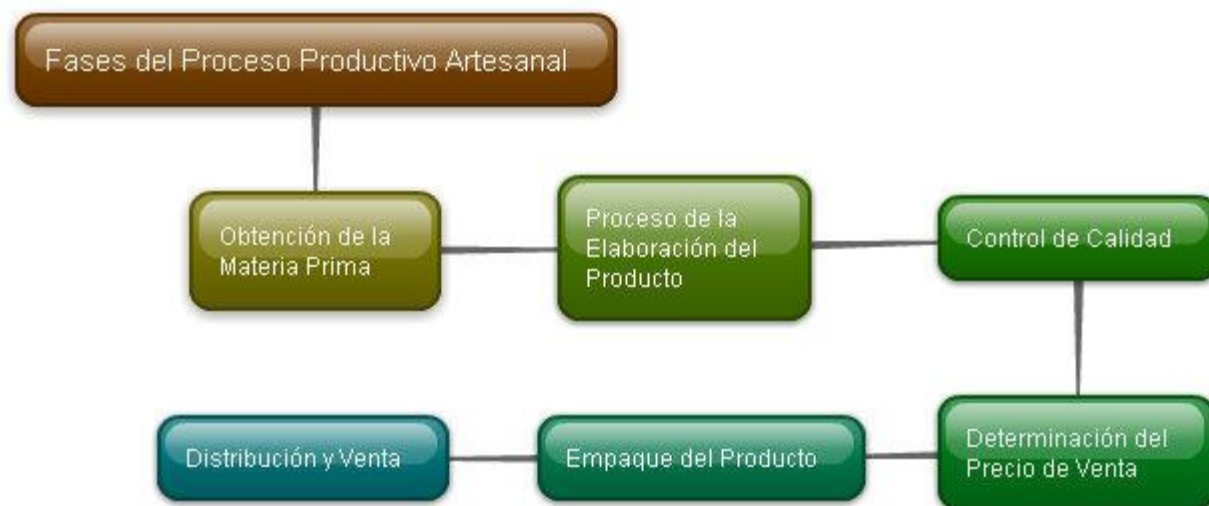 Fases del Proceso Productivo Artesanal
Obtención de la
Materia Prima
Proceso de la
Elaboración del
Producto
Control de Calidad
Determinación del
Precio de Venta
Empaque del Producto
Distribución y Venta